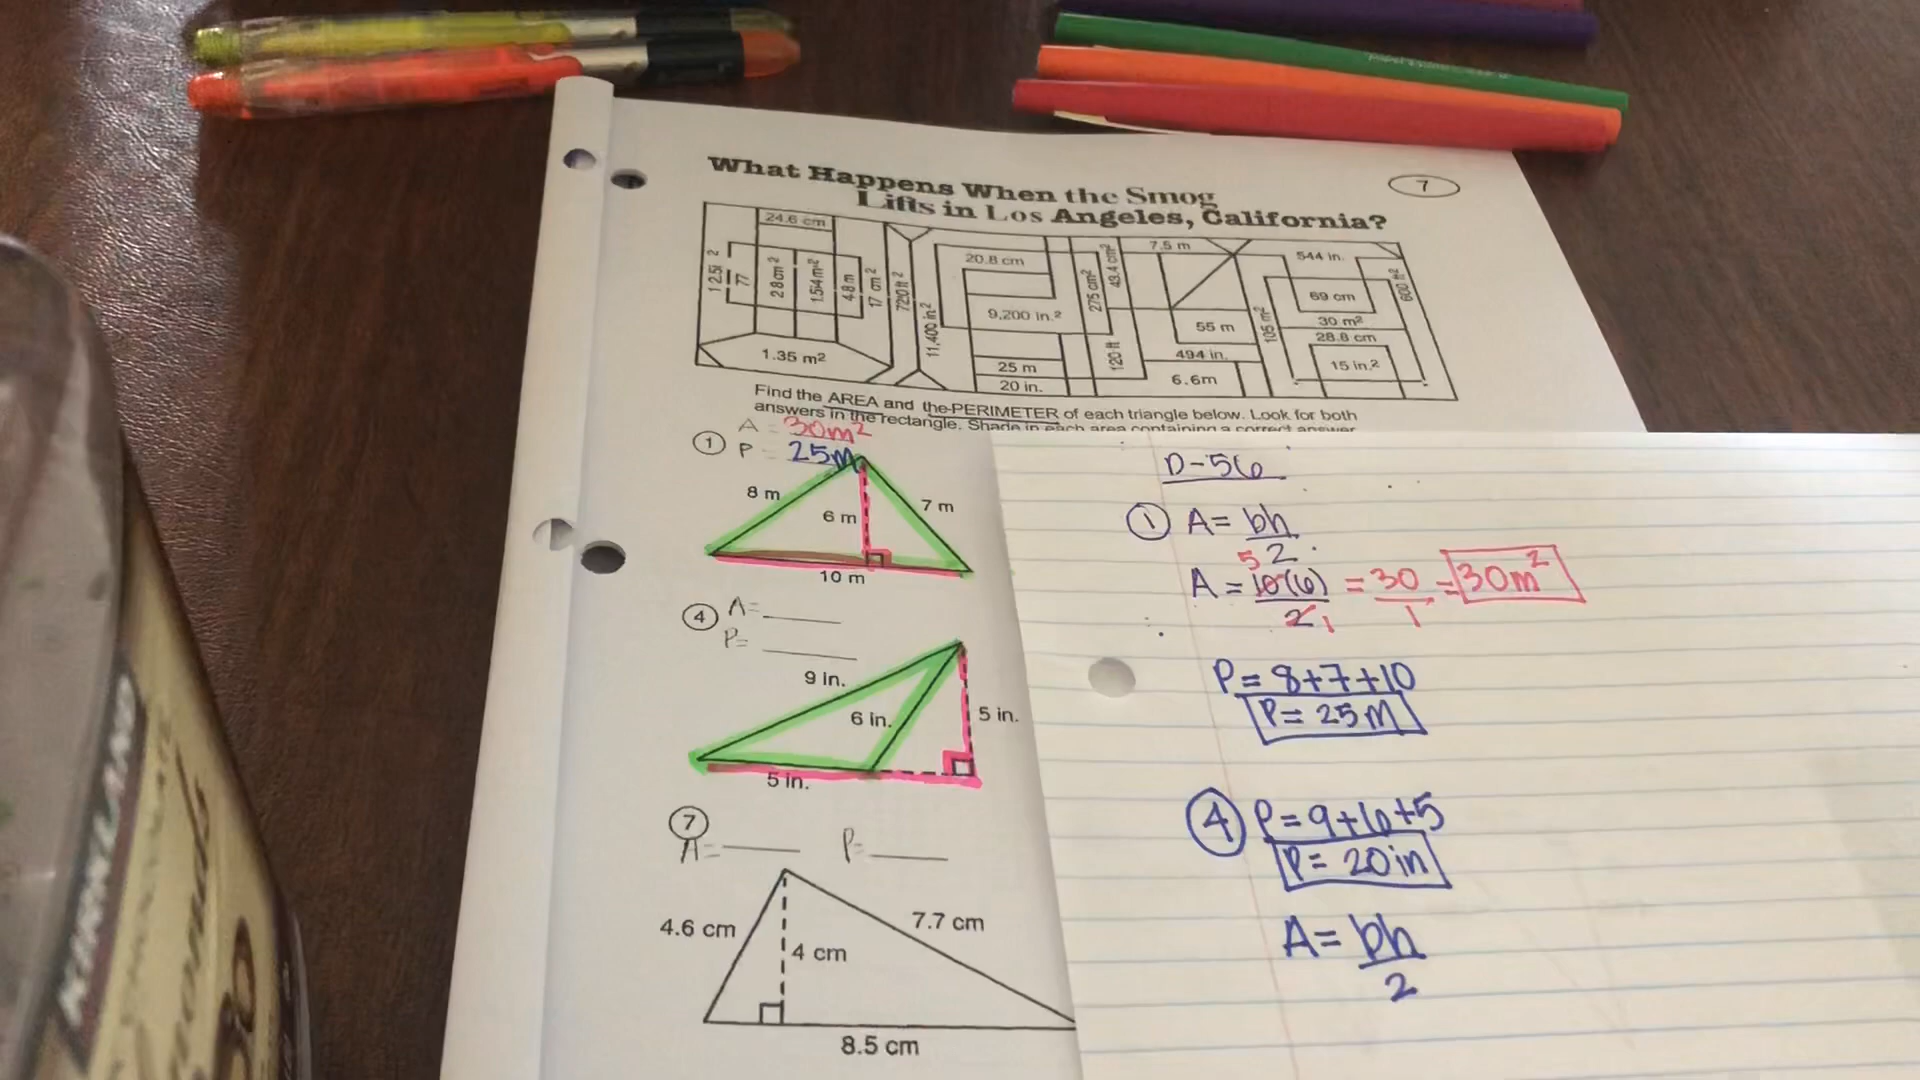 What Happens When the Smog
Lifts in Los Angeles, California?
7
24.6 cm
77
28 cm²
4.8 m
17 cm²
720 ft²
11,400 in.²
1.35 m²
20.8 cm
9,200 in.²
25 m
20 in.
275 cm²
43.4 cm²
120 ft
7.5 m
55 m
494 in.
6.6m
105 m²
544 in.
69 cm
30 m²
28.8 cm
15 in.²
600 ft²
Find the AREA and the PERIMETER of each triangle below. Look for both
answers in the rectangle. Shade in each area containing a correct answer
1
A = 30m²
P = 25m
8 m
6 m
7 m
10 m
4
A=
P=
9 in.
6 in.
5 in.
5 in.
7
A=
P=
4.6 cm
4 cm
7.7 cm
8.5 cm
D-56
① A = bh
2
A = 10(6) = 30 = 30m²
5
2 1
1
P = 8+7+10
P = 25m
④ P = 9+6+5
P = 20in
A = bh
2
KIRKLAND